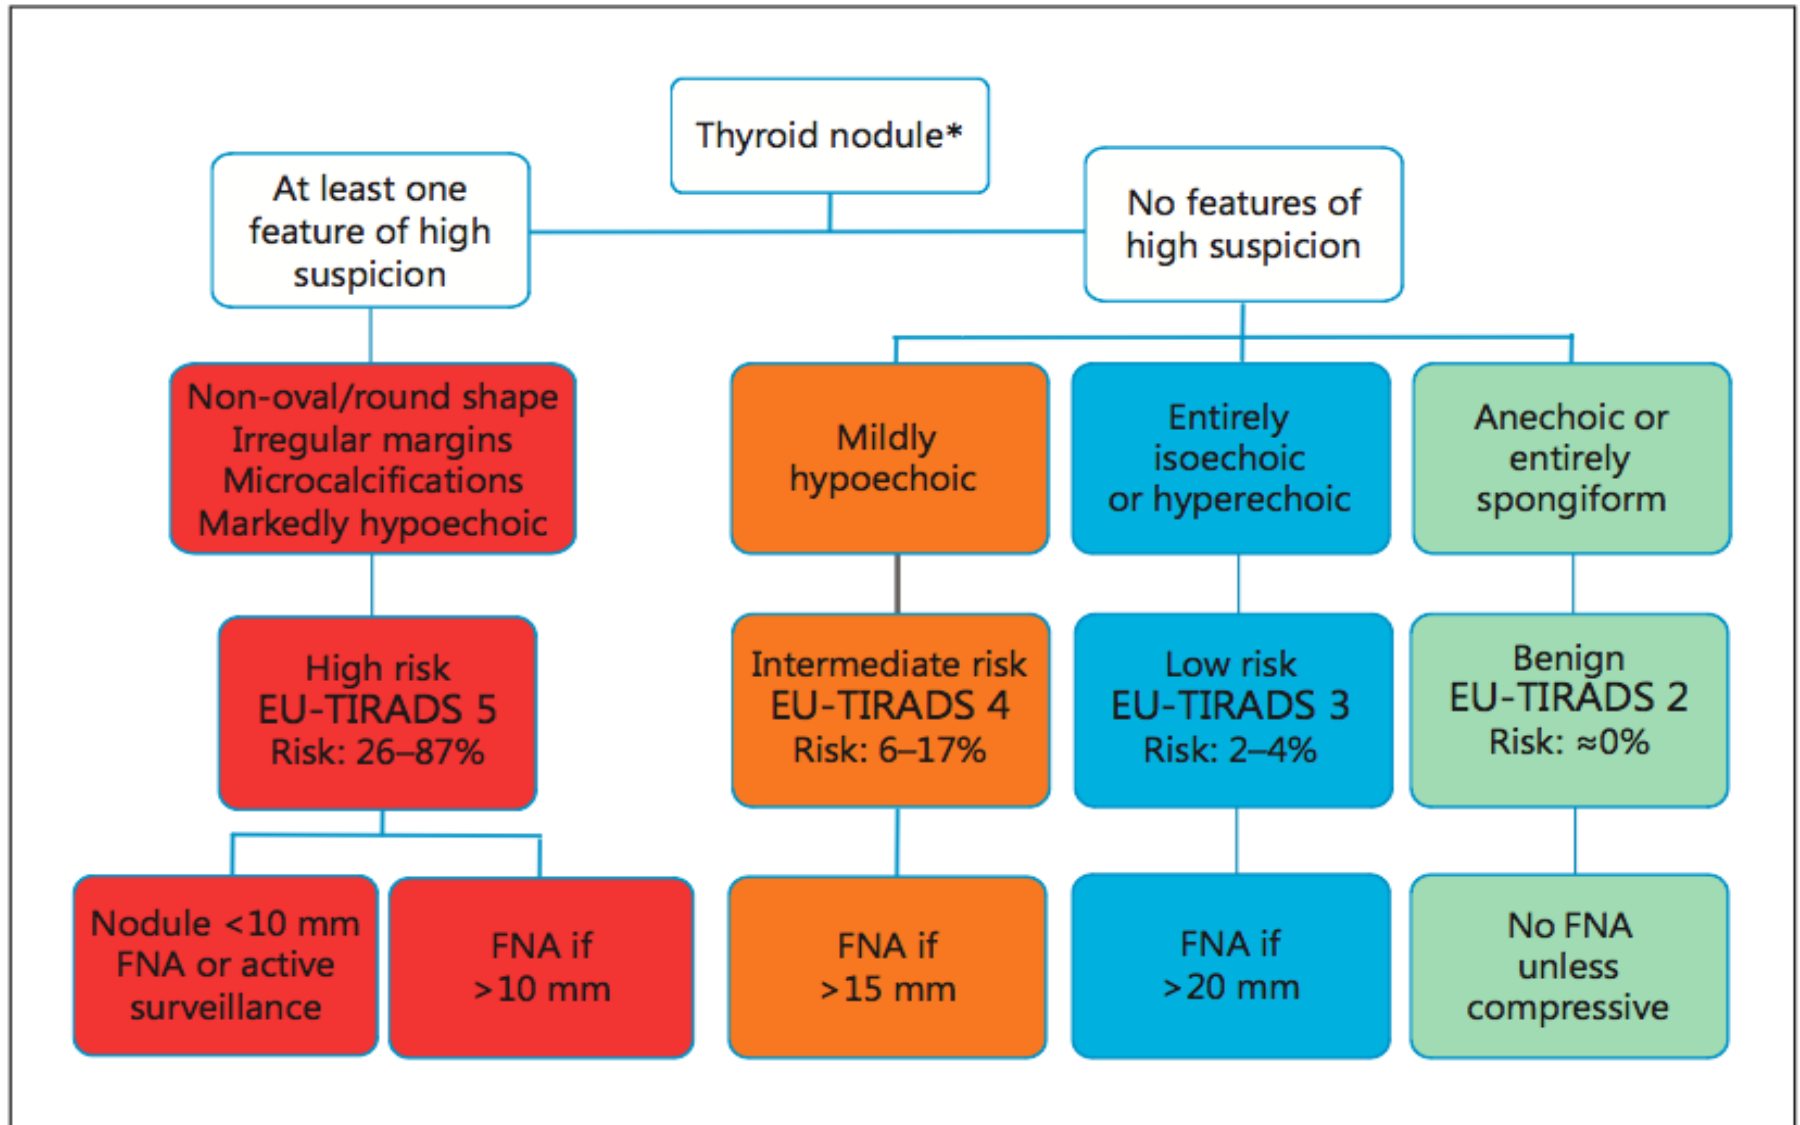 Thyroid nodule*
At least one
feature of high
suspicion
No features of
high suspicion
Non-oval/round shape
Irregular margins
Microcalcifications
Markedly hypoechoic
Mildly
hypoechoic
Entirely
isoechoic
or hyperechoic
Anechoic or
entirely
spongiform
High risk
EU-TIRADS 5
Risk: 26–87%
Intermediate risk
EU-TIRADS 4
Risk: 6–17%
Low risk
EU-TIRADS 3
Risk: 2–4%
Benign
EU-TIRADS 2
Risk: ≈0%
Nodule <10 mm
FNA or active
surveillance
FNA if
>10 mm
FNA if
>15 mm
FNA if
>20 mm
No FNA
unless
compressive